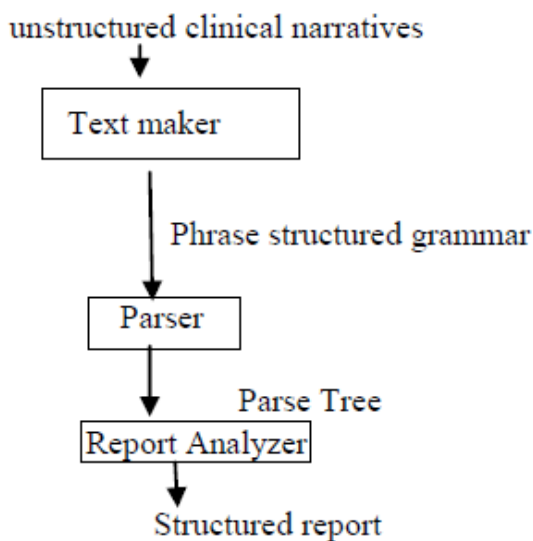 unstructured clinical narratives
Text maker
Phrase structured grammar
Parser
Parse Tree
Report Analyzer
Structured report